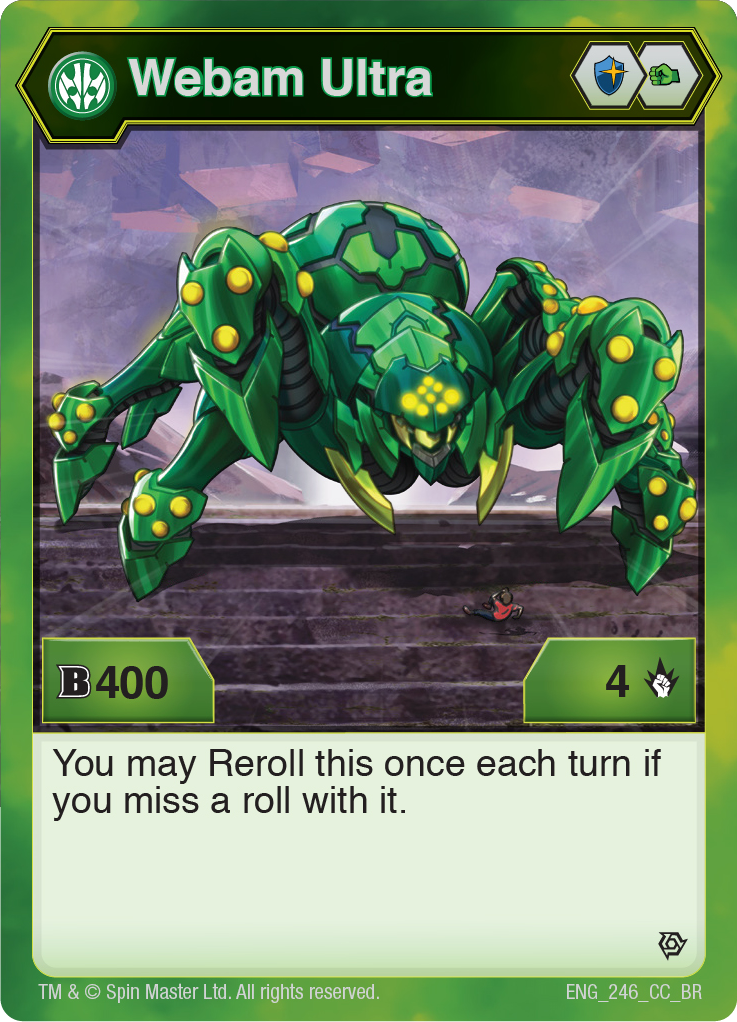 Webam Ultra
B400
4
You may Reroll this once each turn if
you miss a roll with it.
TM & © Spin Master Ltd. All rights reserved.
ENG_246_CC_BR